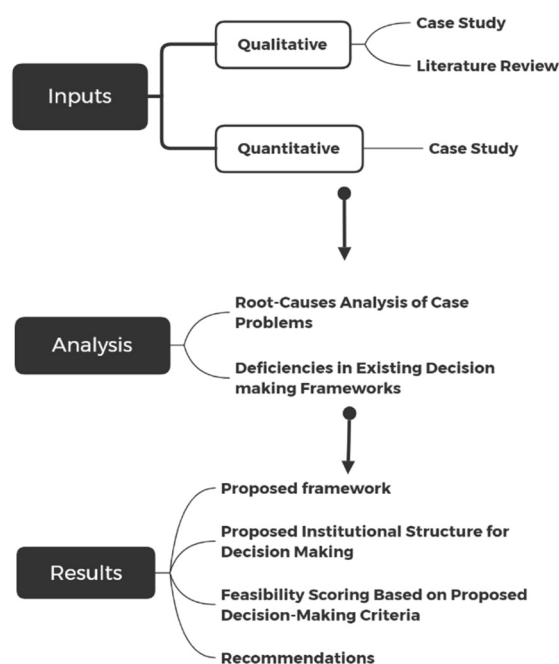 Inputs
Qualitative
Case Study
Literature Review
Quantitative
Case Study
Analysis
Root-Causes Analysis of Case
Problems
Deficiencies in Existing Decision
making Frameworks
Results
Proposed framework
Proposed Institutional Structure for
Decision Making
Feasibility Scoring Based on Proposed
Decision-Making Criteria
Recommendations